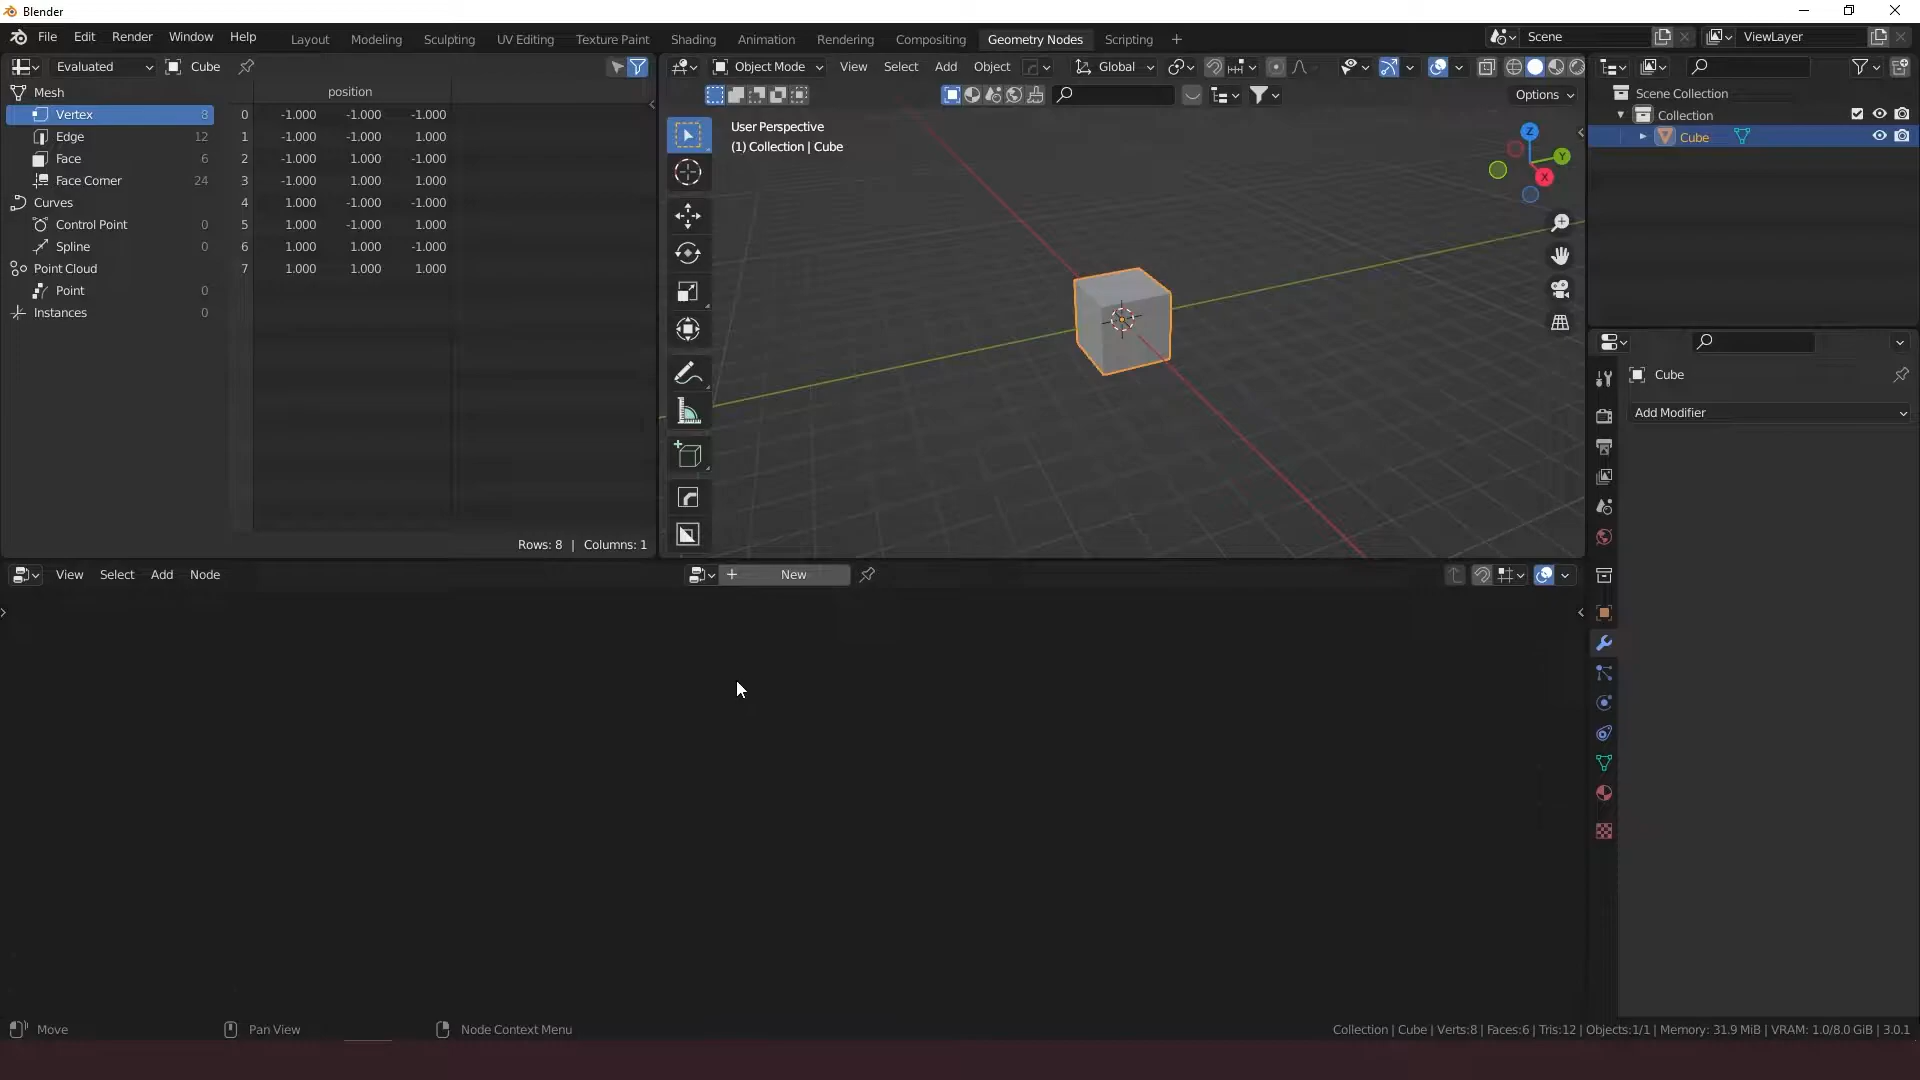 Blender
File Edit Render Window Help Layout Modeling Sculpting UV Editing Texture Paint Shading Animation Rendering Compositing Geometry Nodes Scripting + Scene ViewLayer
Evaluated Cube
Mesh
Vertex 8
Edge 12
Face 6
Face Corner 24
Curves
Control Point 0
Spline 0
Point Cloud
Point 0
Instances 0
position
0 -1.000 -1.000 -1.000
1 -1.000 -1.000 1.000
2 -1.000 1.000 -1.000
3 -1.000 1.000 1.000
4 1.000 -1.000 -1.000
5 1.000 -1.000 1.000
6 1.000 1.000 -1.000
7 1.000 1.000 1.000
Rows: 8 | Columns: 1
Object Mode View Select Add Object Global
Options
User Perspective
(1) Collection | Cube
Z
Y
X
Scene Collection
Collection
Cube
Cube
Add Modifier
View Select Add Node + New
Move Pan View Node Context Menu Collection | Cube | Verts:8 | Faces:6 | Tris:12 | Objects:1/1 | Memory: 31.9 MiB | VRAM: 1.0/8.0 GiB | 3.0.1